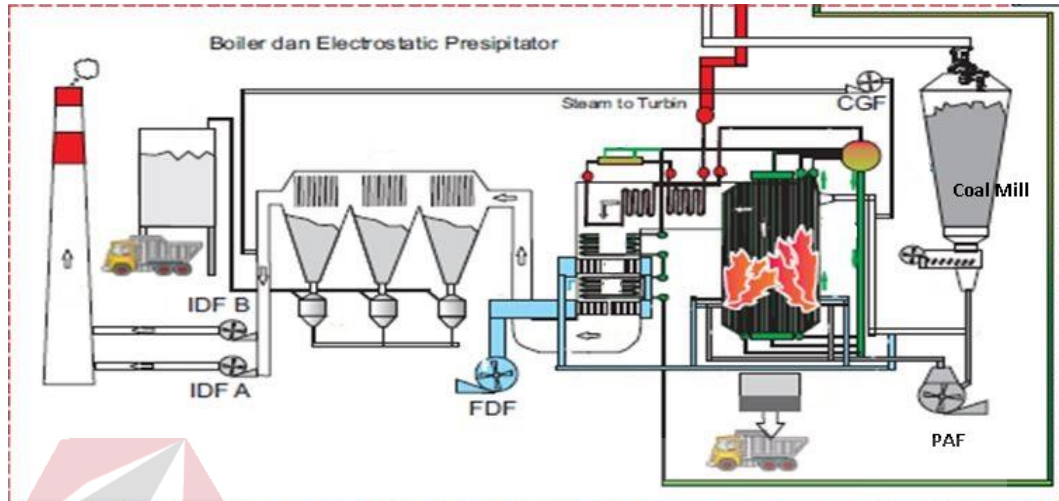 Boiler dan Electrostatic Presipitator
Steam to Turbin
CGF
Coal Mill
IDF B
IDF A
FDF
PAF